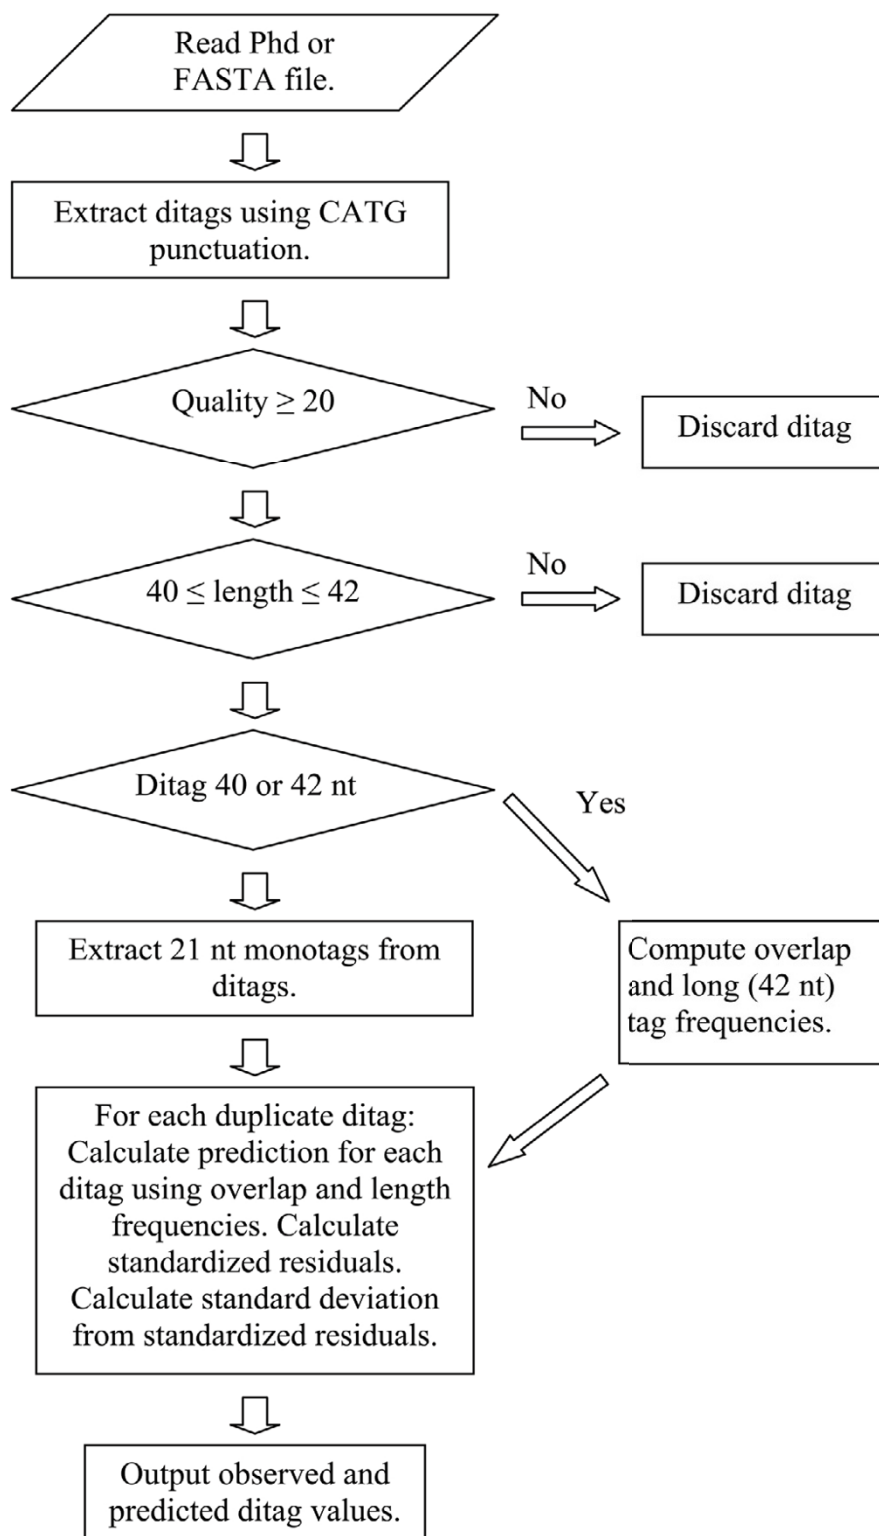 Read Phd or
FASTA file.
Extract ditags using CATG
punctuation.
Quality ≥ 20
No
Discard ditag
40 ≤ length ≤ 42
No
Discard ditag
Ditag 40 or 42 nt
Yes
Extract 21 nt monotags from
ditags.
Compute overlap
and long (42 nt)
tag frequencies.
For each duplicate ditag:
Calculate prediction for each
ditag using overlap and length
frequencies. Calculate
standardized residuals.
Calculate standard deviation
from standardized residuals.
Output observed and
predicted ditag values.